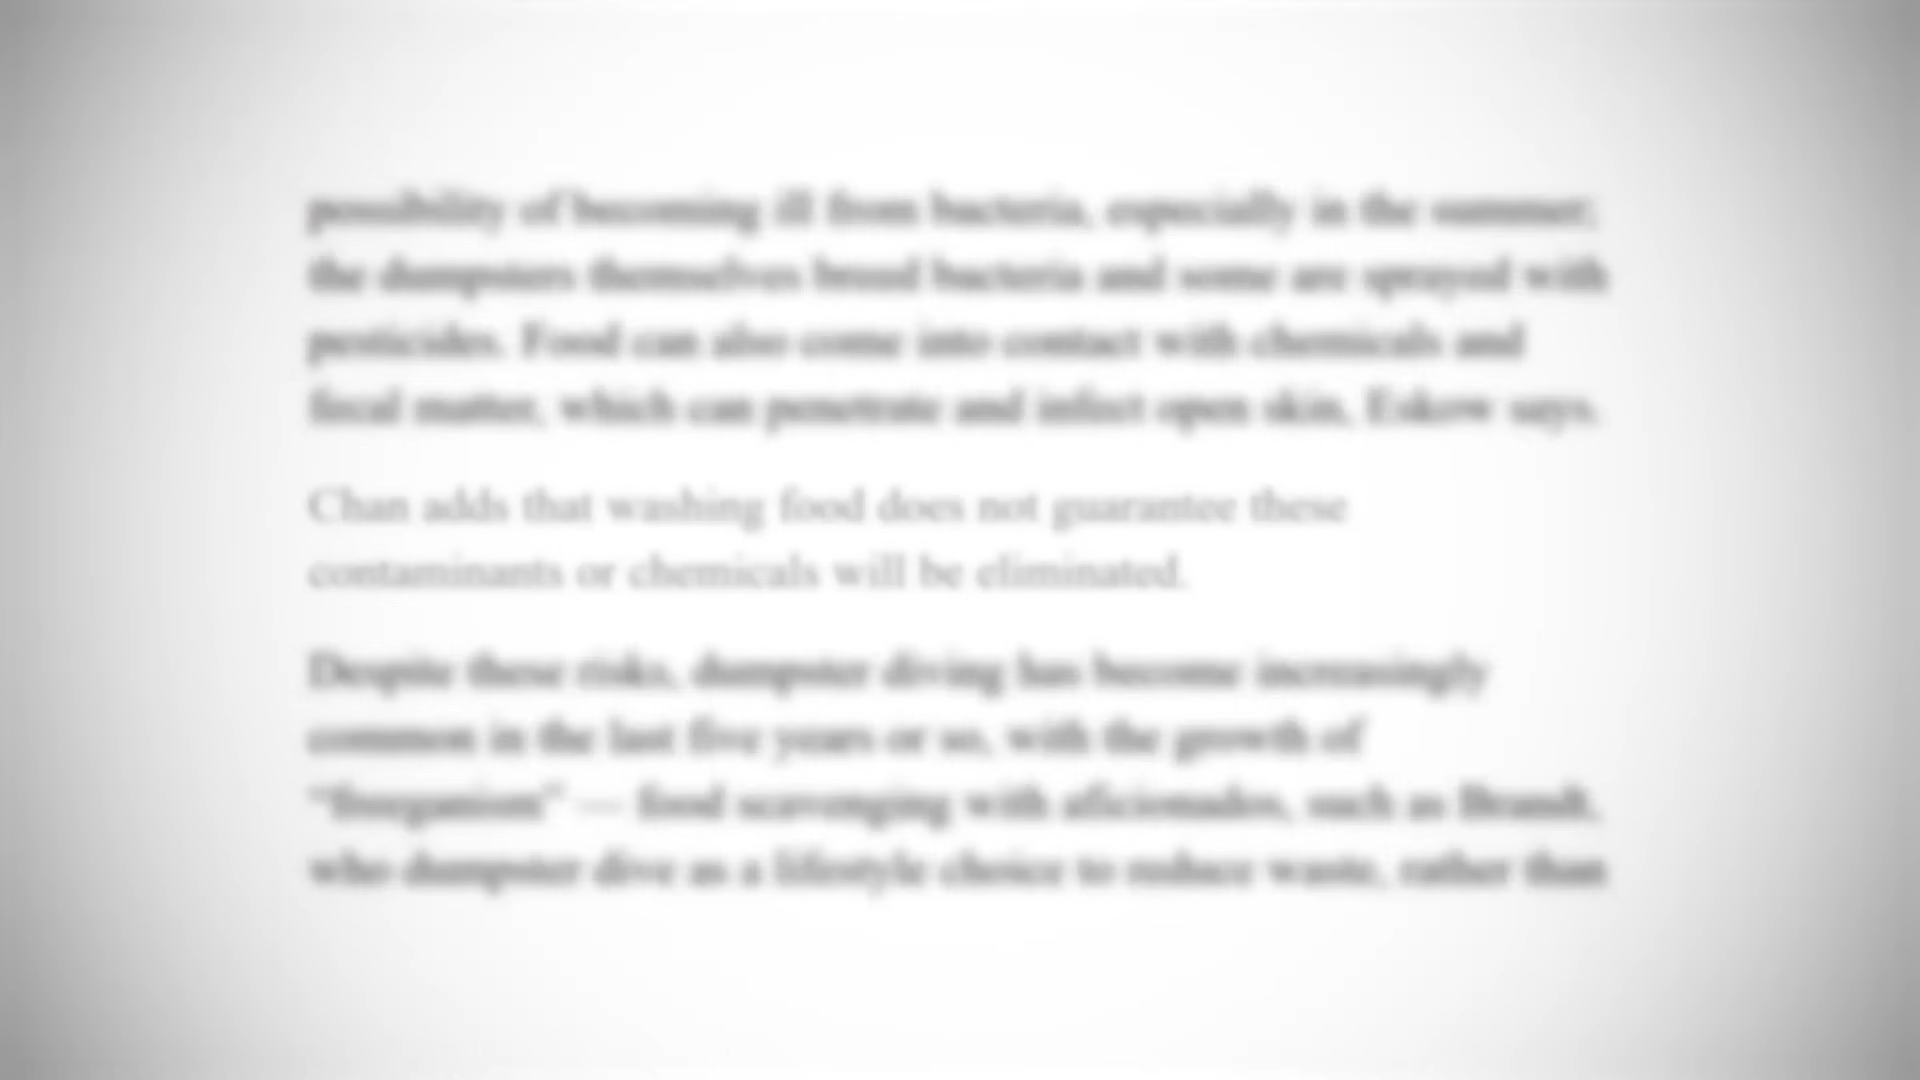 possibility of becoming ill from bacteria, especially in the summer;
the dumpsters themselves breed bacteria and some are sprayed with
pesticides. Food can also come into contact with chemicals and
fecal matter, which can penetrate and infect open skin, Eskow says.
Chan adds that washing food does not guarantee these
contaminants or chemicals will be eliminated.
Despite these risks, dumpster diving has become increasingly
common in the last five years or so, with the growth of
“freeganism” — food scavenging with aficionados, such as Brandt,
who dumpster dive as a lifestyle choice to reduce waste, rather than